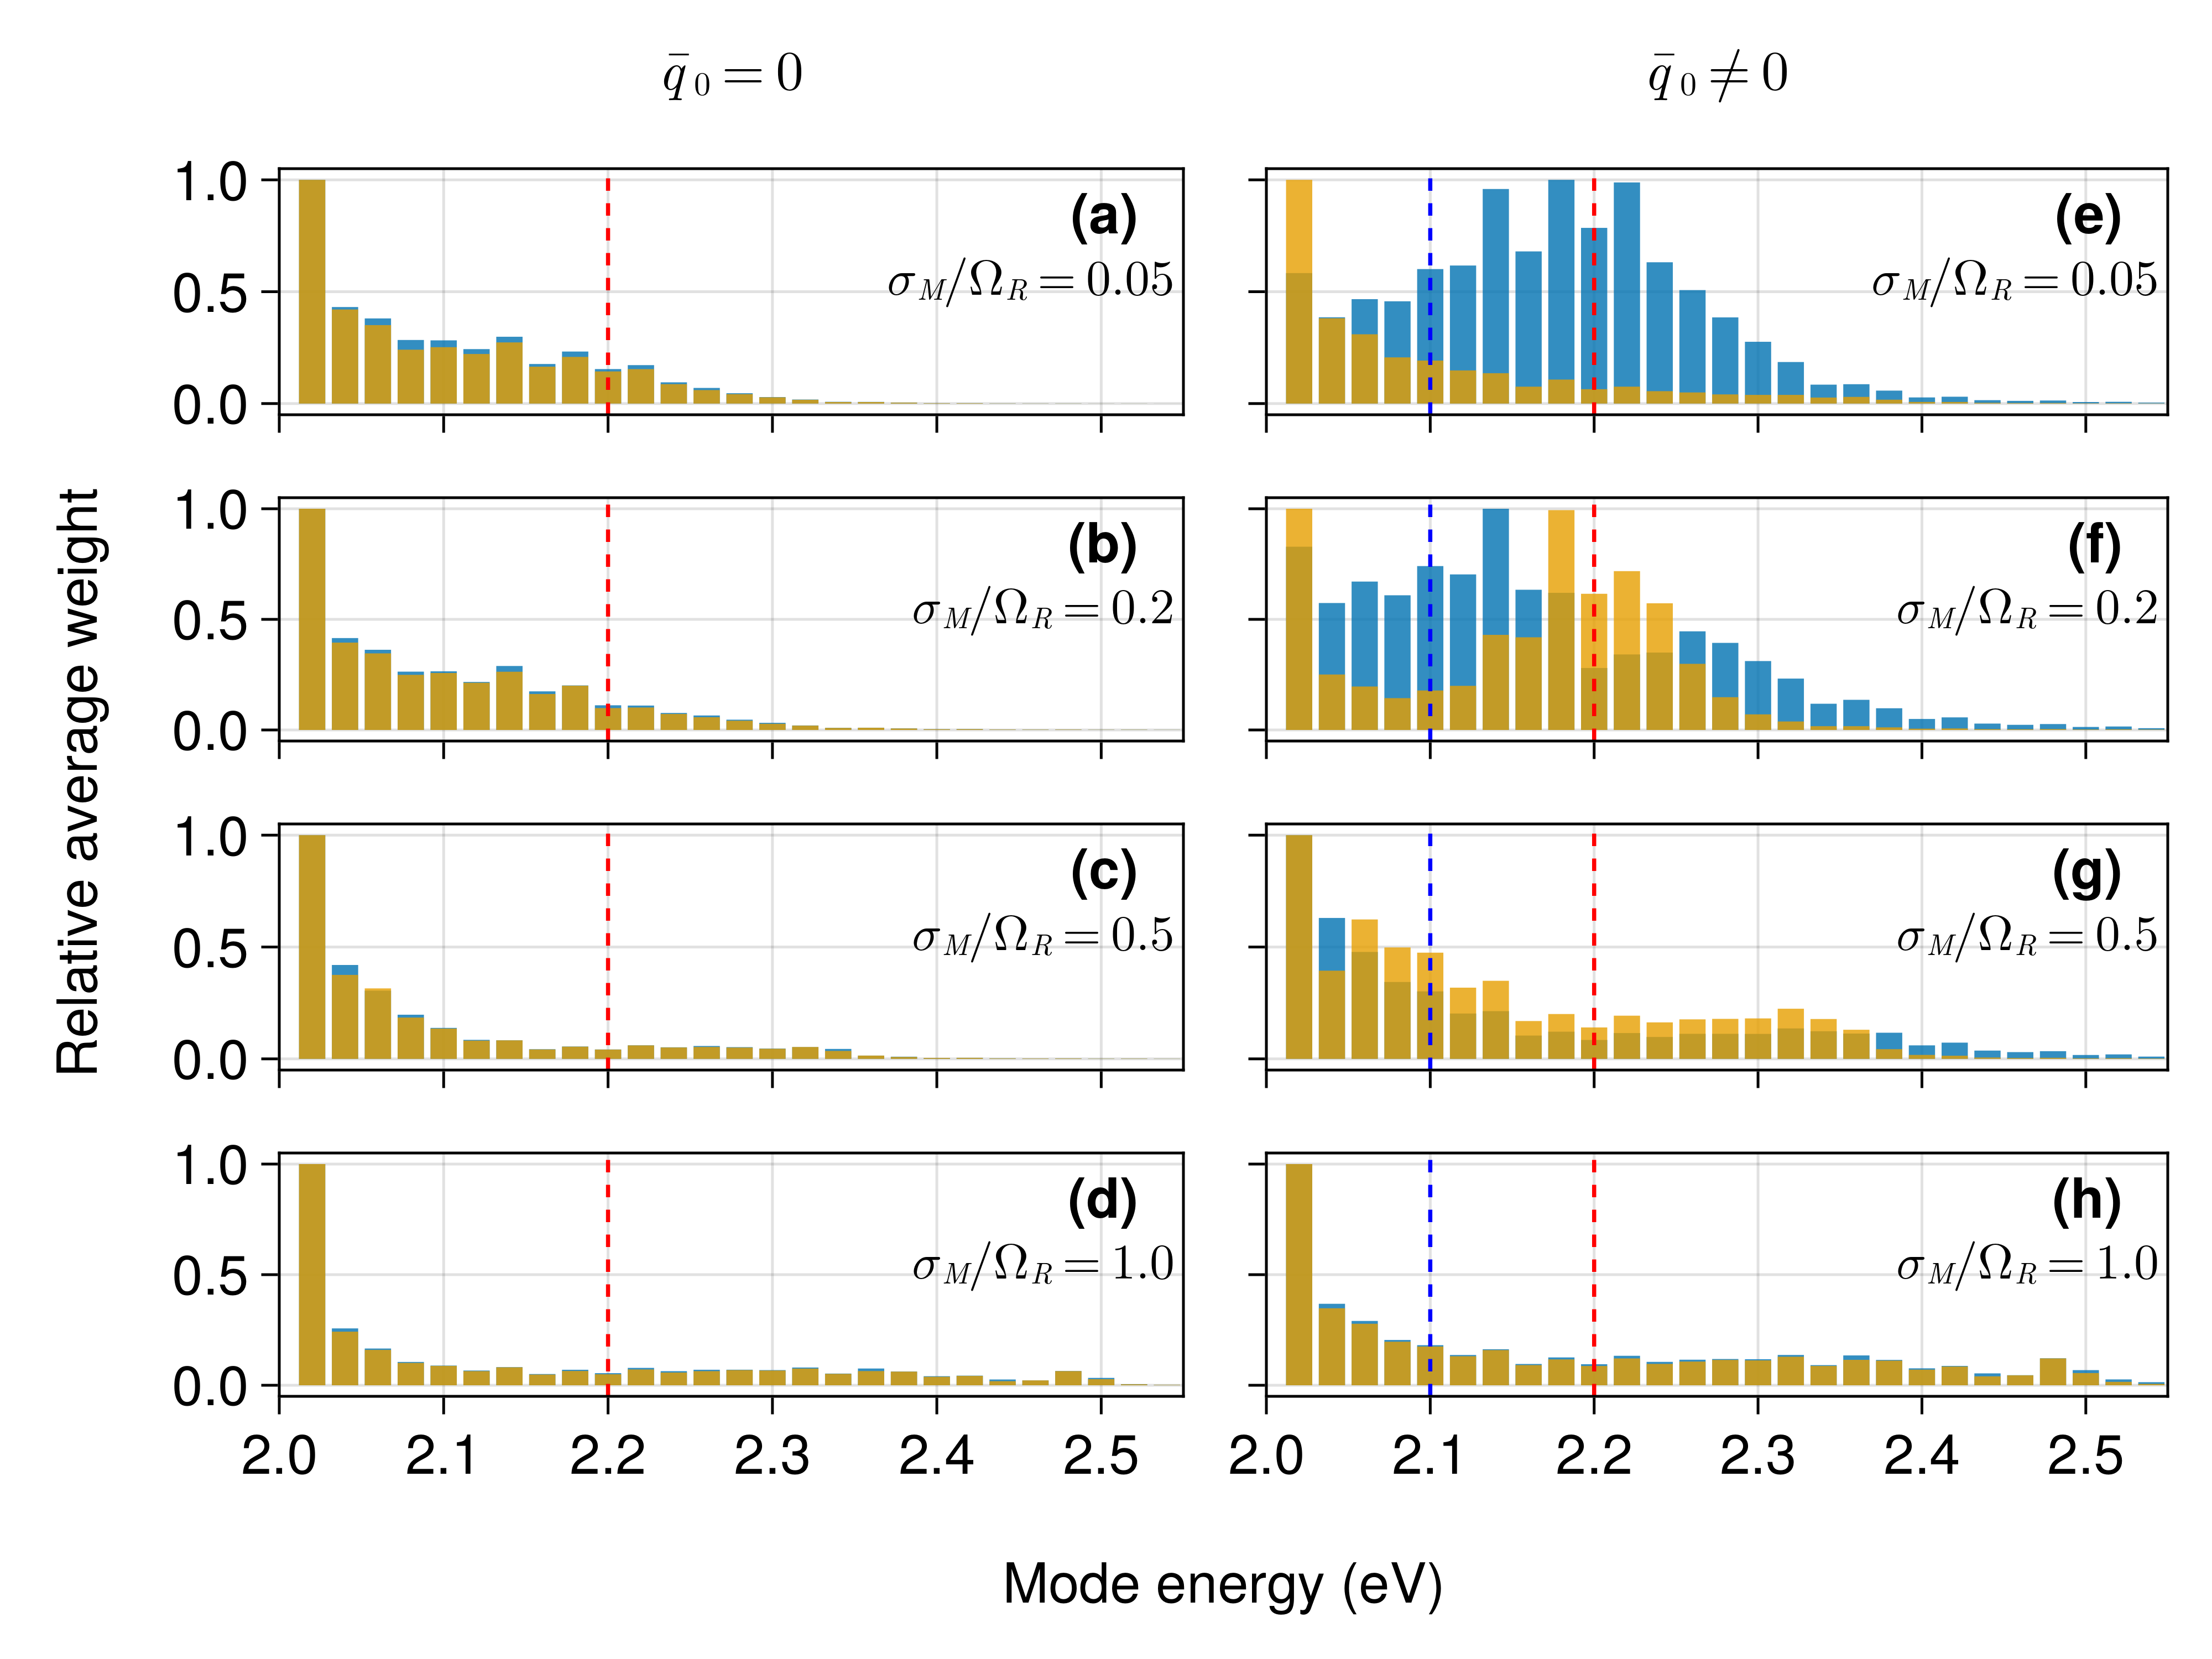 q̄₀ = 0
q̄₀ ≠ 0
Relative average weight
1.0
0.5
0.0
(a)
σ_M/Ω_R = 0.05
(e)
σ_M/Ω_R = 0.05
1.0
0.5
0.0
(b)
σ_M/Ω_R = 0.2
(f)
σ_M/Ω_R = 0.2
1.0
0.5
0.0
(c)
σ_M/Ω_R = 0.5
(g)
σ_M/Ω_R = 0.5
1.0
0.5
0.0
(d)
σ_M/Ω_R = 1.0
(h)
σ_M/Ω_R = 1.0
2.0 2.1 2.2 2.3 2.4 2.5
2.0 2.1 2.2 2.3 2.4 2.5
Mode energy (eV)